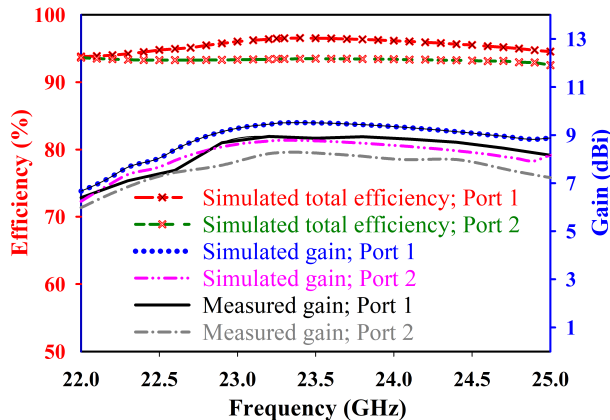 100
90
80
70
60
50
Efficiency (%)
13
11
9
7
5
3
1
Gain (dBi)
Simulated total efficiency; Port 1
Simulated total efficiency; Port 2
Simulated gain; Port 1
Simulated gain; Port 2
Measured gain; Port 1
Measured gain; Port 2
22.0 22.5 23.0 23.5 24.0 24.5 25.0
Frequency (GHz)